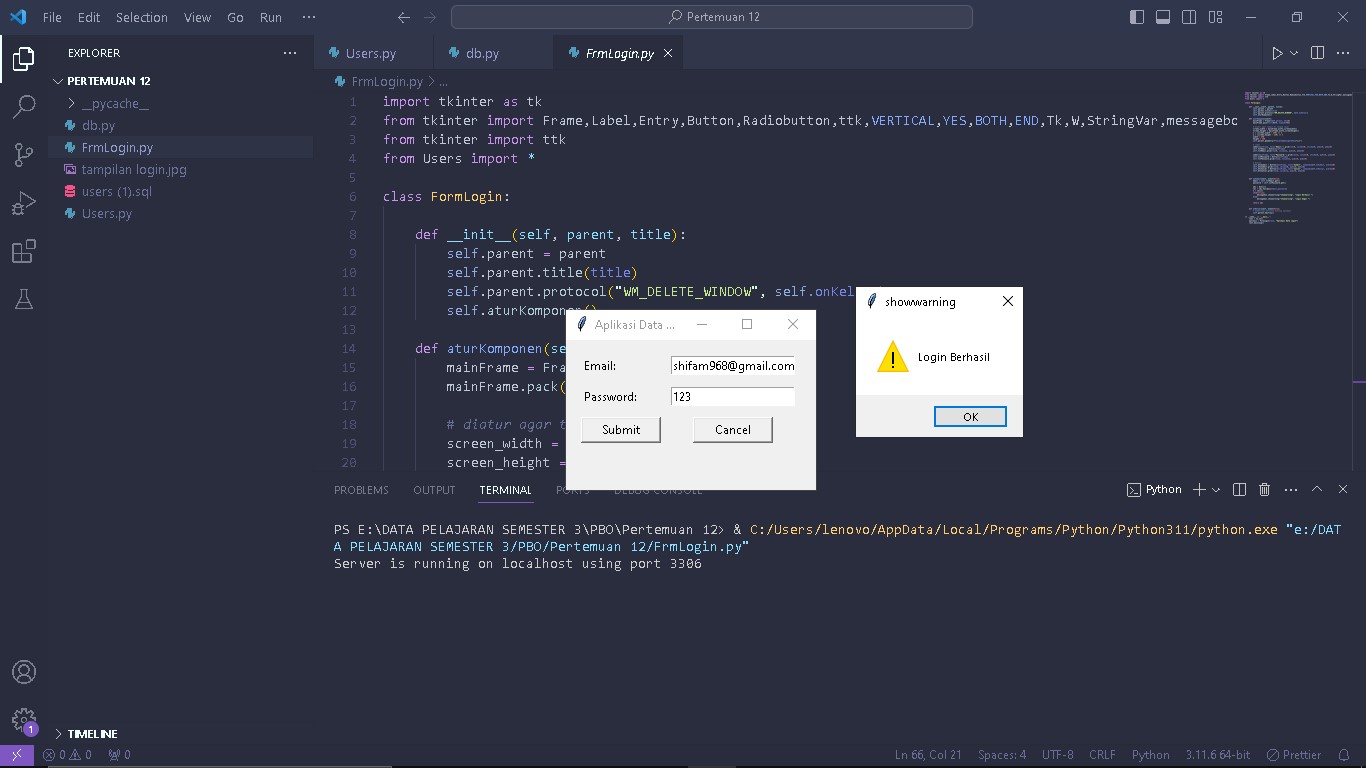 File Edit Selection View Go Run ···
Pertemuan 12
EXPLORER
PERTEMUAN 12
__pycache__
db.py
FrmLogin.py
tampilan login.jpg
users (1).sql
Users.py
TIMELINE
Users.py db.py FrmLogin.py
FrmLogin.py > ...
1 import tkinter as tk
2 from tkinter import Frame,Label,Entry,Button,Radiobutton,ttk,VERTICAL,YES,BOTH,END,Tk,W,StringVar,messagebo
3 from tkinter import ttk
4 from Users import *
5
6 class FormLogin:
7
8 def __init__(self, parent, title):
9 self.parent = parent
10 self.parent.title(title)
11 self.parent.protocol("WM_DELETE_WINDOW", self.onKel
12 self.aturKomponen()
13
14 def aturKomponen(se
15 mainFrame = Fra
16 mainFrame.pack(
17
18 # diatur agar t
19 screen_width =
20 screen_height =
Aplikasi Data ...
Email: shifam968@gmail.com
Password: 123
Submit Cancel
showwarning
Login Berhasil
OK
PROBLEMS OUTPUT TERMINAL PORTS DEBUG CONSOLE
Python
PS E:\DATA PELAJARAN SEMESTER 3\PBO\Pertemuan 12> & C:/Users/lenovo/AppData/Local/Programs/Python/Python311/python.exe "e:/DAT
A PELAJARAN SEMESTER 3/PBO/Pertemuan 12/FrmLogin.py"
Server is running on localhost using port 3306
1
0 0 0
Ln 66, Col 21 Spaces: 4 UTF-8 CRLF Python 3.11.6 64-bit Prettier